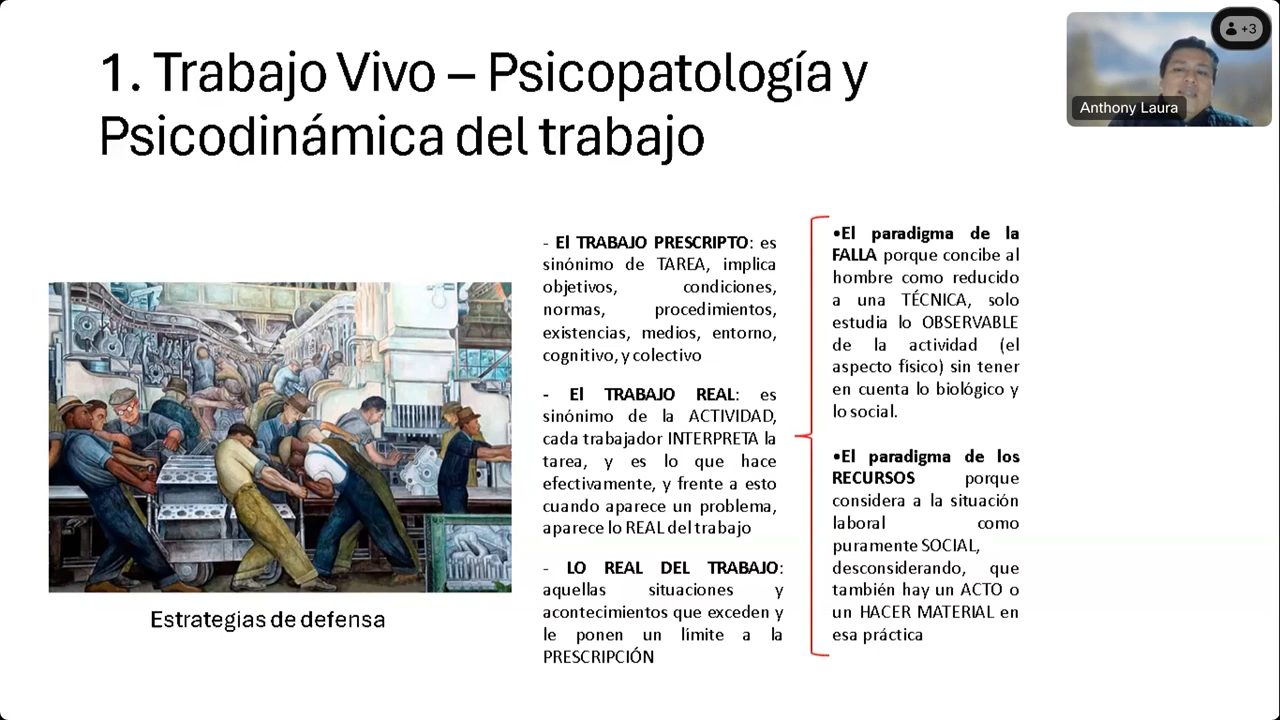 1. Trabajo Vivo – Psicopatología y
Psicodinámica del trabajo
+3
Anthony Laura
- El TRABAJO PRESCRIPTO: es
sinónimo de TAREA, implica
objetivos, condiciones,
normas, procedimientos,
existencias, medios, entorno,
cognitivo, y colectivo
- El TRABAJO REAL: es
sinónimo de la ACTIVIDAD,
cada trabajador INTERPRETA la
tarea, y es lo que hace
efectivamente, y frente a esto
cuando aparece un problema,
aparece lo REAL del trabajo
- LO REAL DEL TRABAJO:
aquellas situaciones y
acontecimientos que exceden y
le ponen un límite a la
PRESCRIPCIÓN
•El paradigma de la
FALLA porque concibe al
hombre como reducido
a una TÉCNICA, solo
estudia lo OBSERVABLE
de la actividad (el
aspecto físico) sin tener
en cuenta lo biológico y
lo social.
•El paradigma de los
RECURSOS porque
considera a la situación
laboral como
puramente SOCIAL,
desconsiderando, que
también hay un ACTO o
un HACER MATERIAL en
esa práctica
Estrategias de defensa